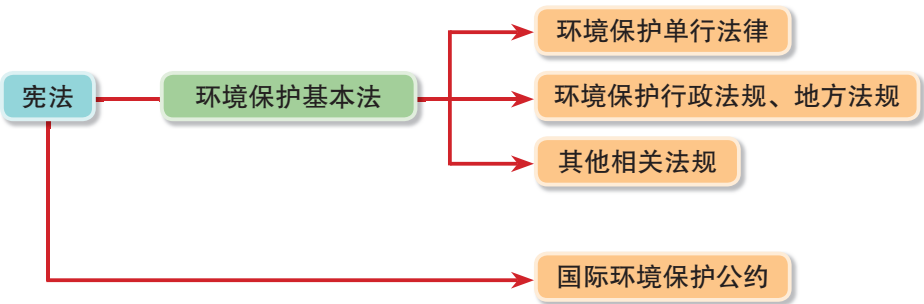 宪法
环境保护基本法
环境保护单行法律
环境保护行政法规、地方法规
其他相关法规
国际环境保护公约